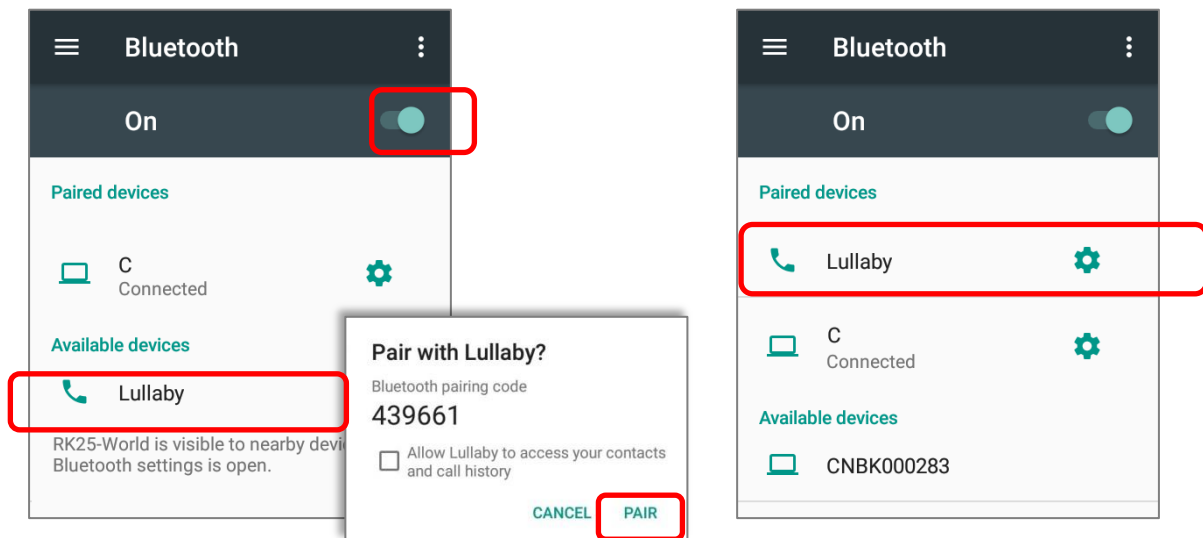 Bluetooth
On
Paired devices
C
Connected
Available devices
Lullaby
RK25-World is visible to nearby devi
Bluetooth settings is open.
Pair with Lullaby?
Bluetooth pairing code
439661
Allow Lullaby to access your contacts
and call history
CANCEL PAIR
Bluetooth
On
Paired devices
Lullaby
C
Connected
Available devices
CNBK000283